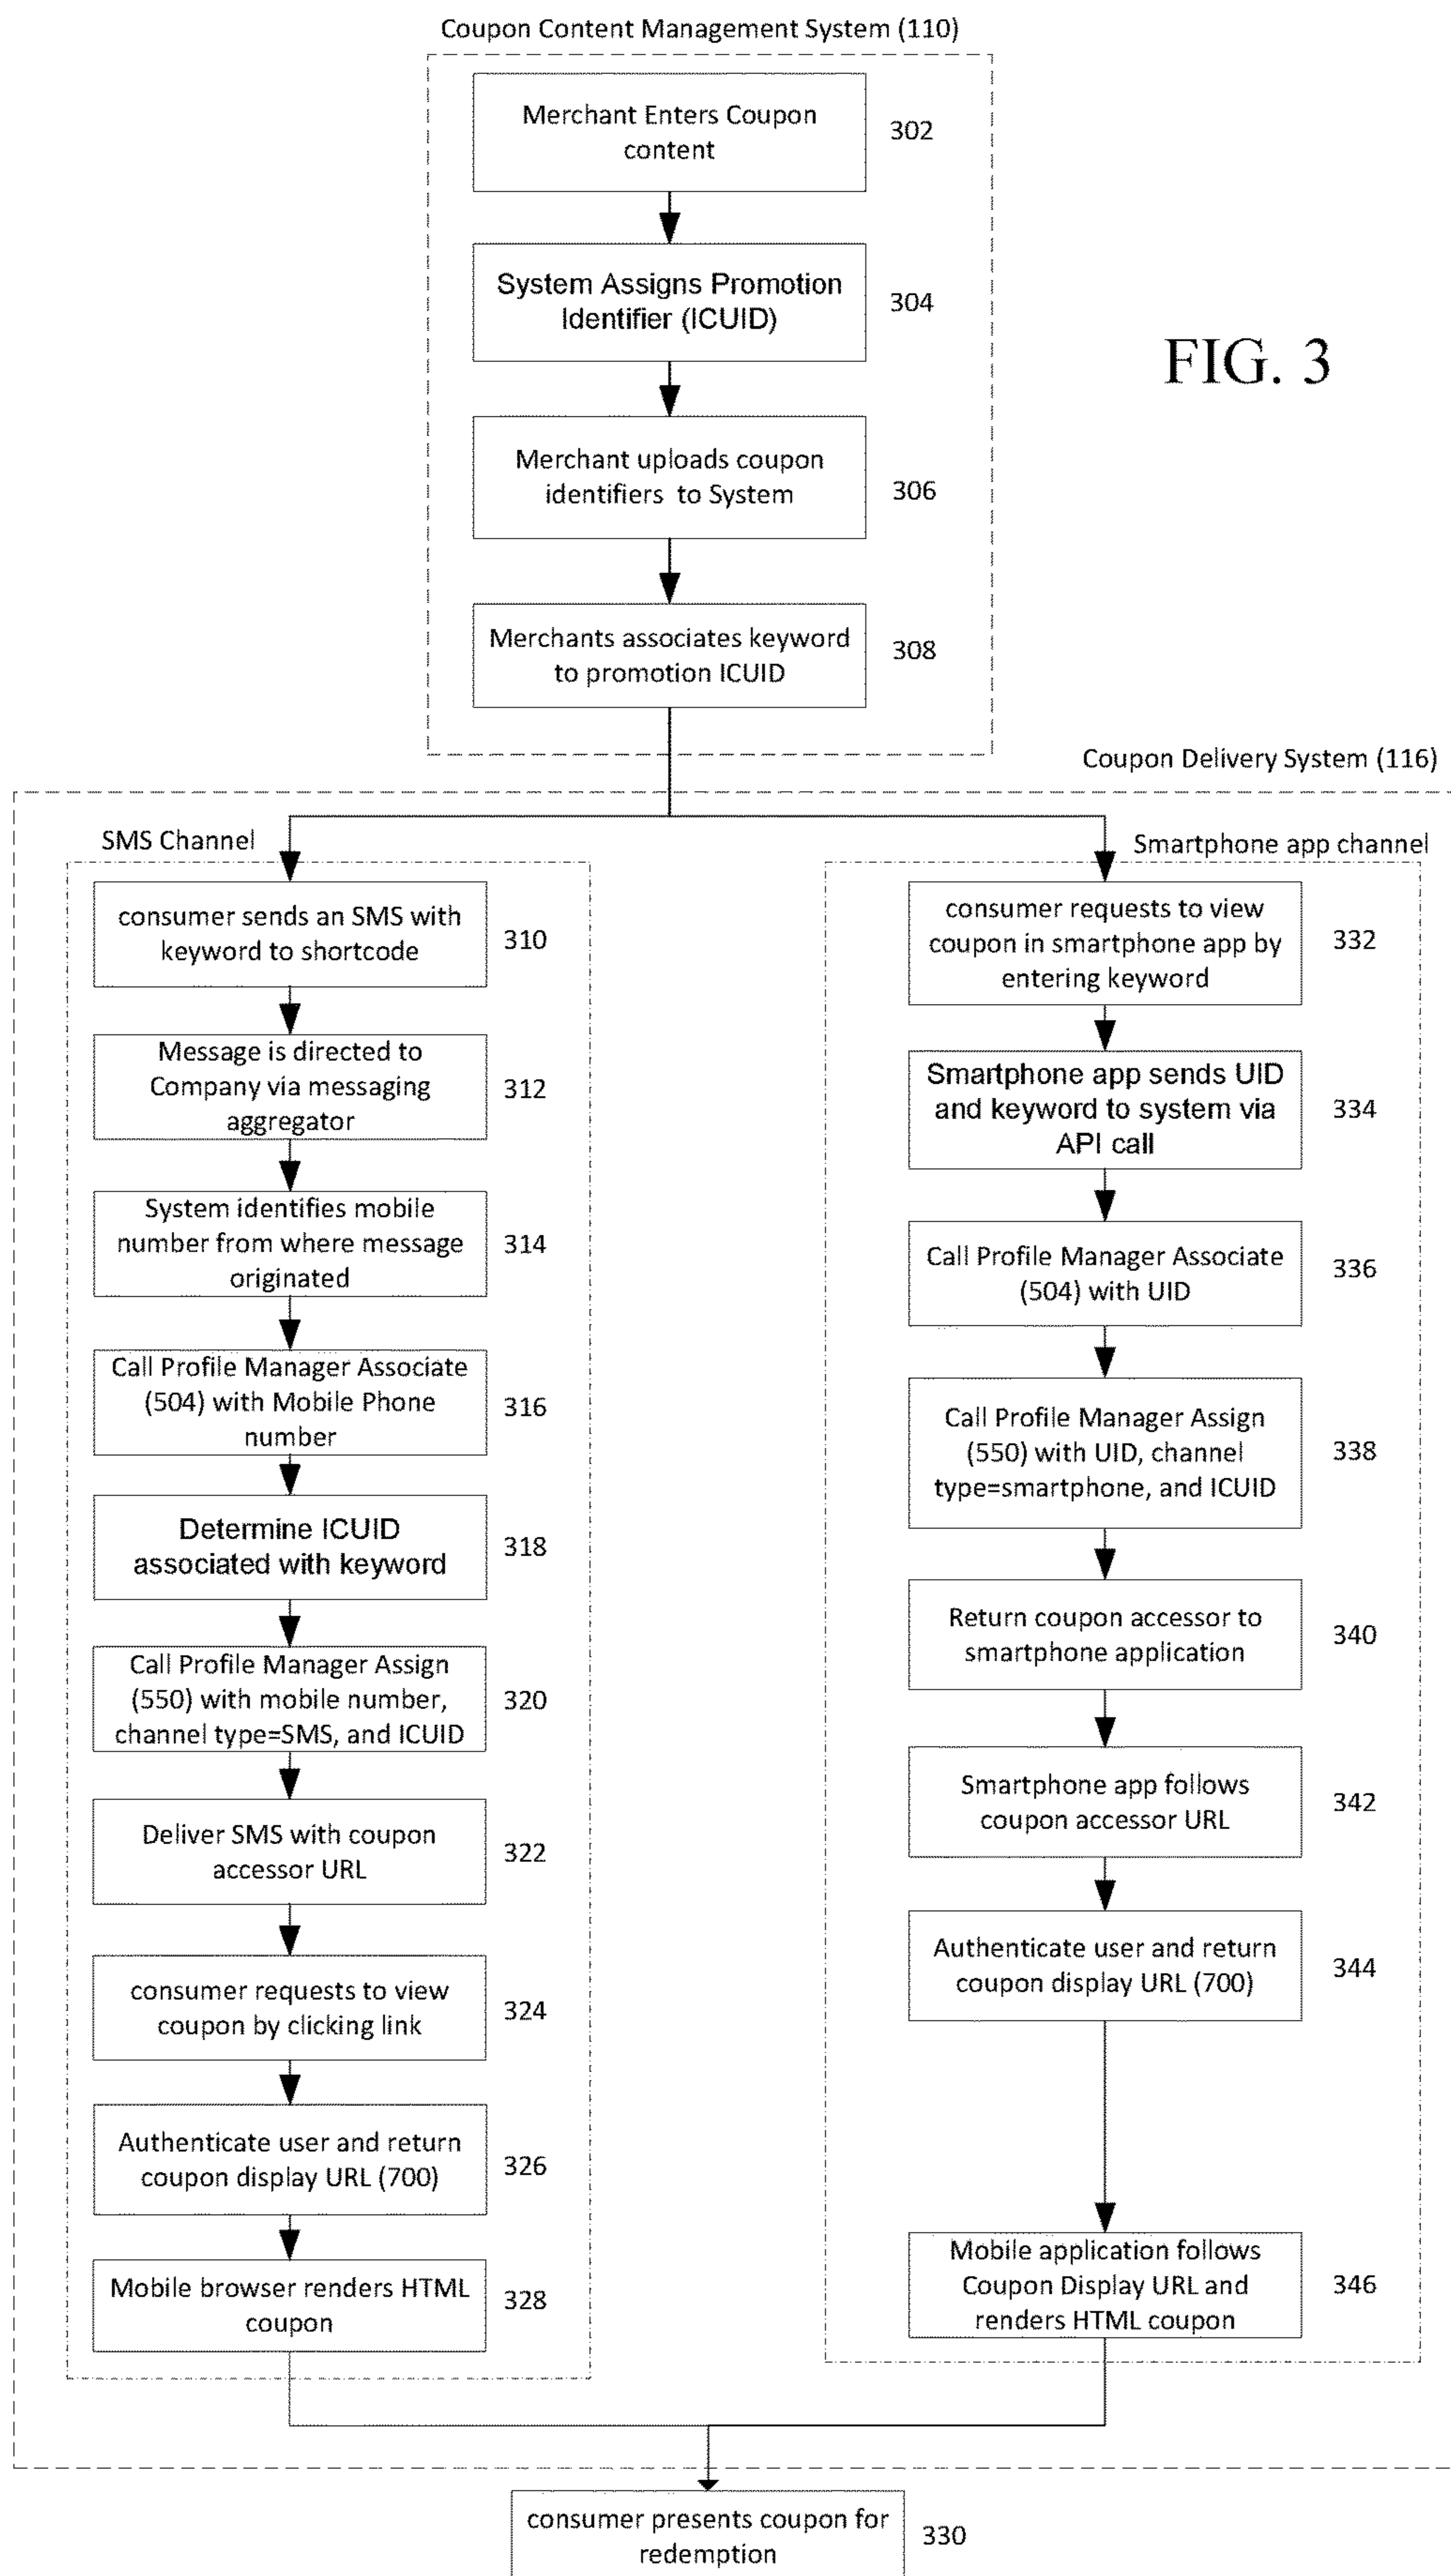 Coupon Content Management System (110)
Merchant Enters Coupon
content
302
System Assigns Promotion
Identifier (ICUID)
304
FIG. 3
Merchant uploads coupon
identifiers to System
306
Merchants associates keyword
to promotion ICUID
308
Coupon Delivery System (116)
SMS Channel
consumer sends an SMS with
keyword to shortcode
310
Message is directed to
Company via messaging
aggregator
312
System identifies mobile
number from where message
originated
314
Call Profile Manager Associate
(504) with Mobile Phone
number
316
Determine ICUID
associated with keyword
318
Call Profile Manager Assign
(550) with mobile number,
channel type=SMS, and ICUID
320
Deliver SMS with coupon
accessor URL
322
consumer requests to view
coupon by clicking link
324
Authenticate user and return
coupon display URL (700)
326
Mobile browser renders HTML
coupon
328
Smartphone app channel
consumer requests to view
coupon in smartphone app by
entering keyword
332
Smartphone app sends UID
and keyword to system via
API call
334
Call Profile Manager Associate
(504) with UID
336
Call Profile Manager Assign
(550) with UID, channel
type=smartphone, and ICUID
338
Return coupon accessor to
smartphone application
340
Smartphone app follows
coupon accessor URL
342
Authenticate user and return
coupon display URL (700)
344
Mobile application follows
Coupon Display URL and
renders HTML coupon
346
consumer presents coupon for
redemption
330